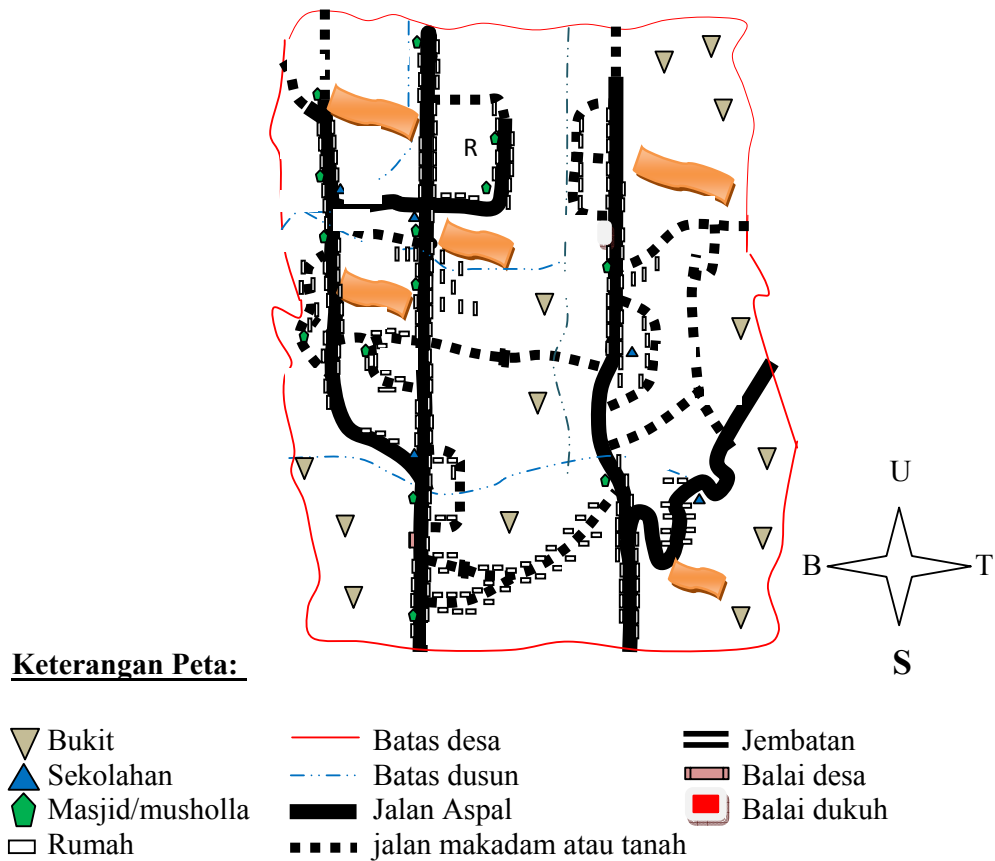 R
U
B T
S
Keterangan Peta:
Bukit Batas desa Jembatan
Sekolahan Batas dusun Balai desa
Masjid/musholla Jalan Aspal Balai dukuh
Rumah jalan makadam atau tanah